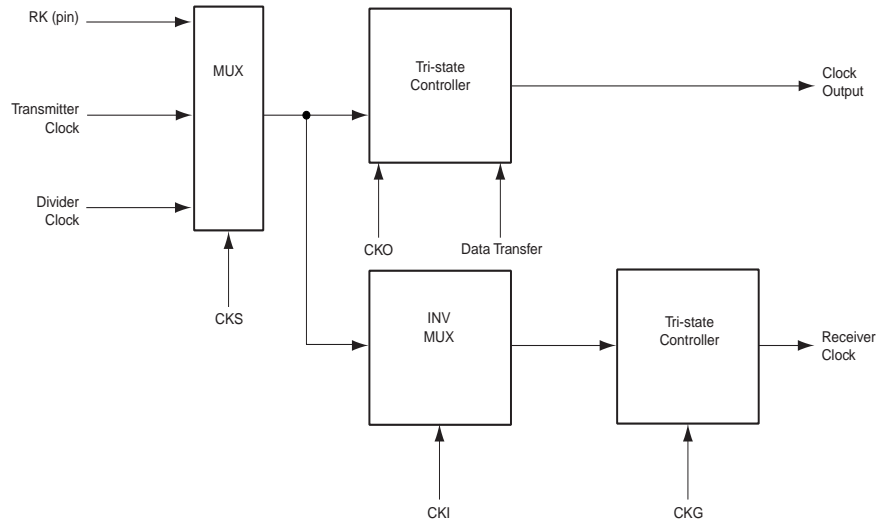 RK (pin)
MUX
Tri-state
Controller
Clock
Output
Transmitter
Clock
Divider
Clock
CKO
Data Transfer
CKS
INV
MUX
Tri-state
Controller
Receiver
Clock
CKI
CKG